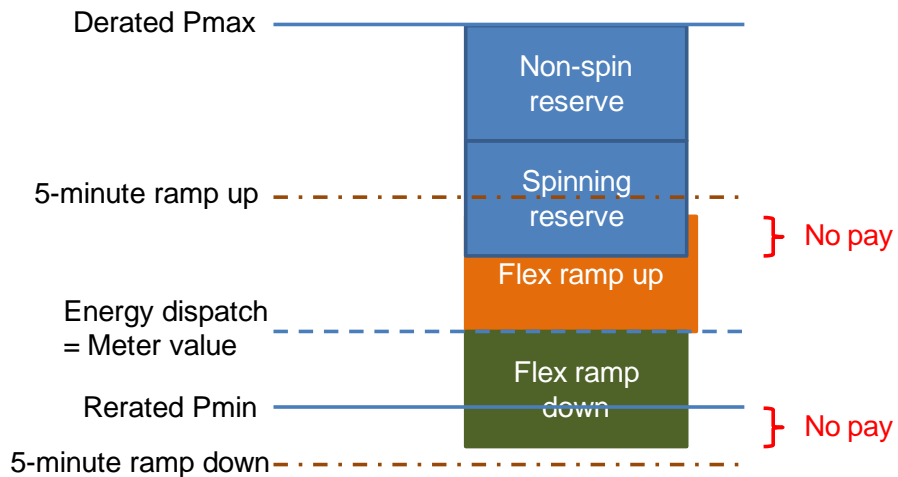 Derated Pmax
Non-spin
reserve
5-minute ramp up
Spinning
reserve
No pay
Flex ramp up
Energy dispatch
= Meter value
Flex ramp
down
Rerated Pmin
No pay
5-minute ramp down